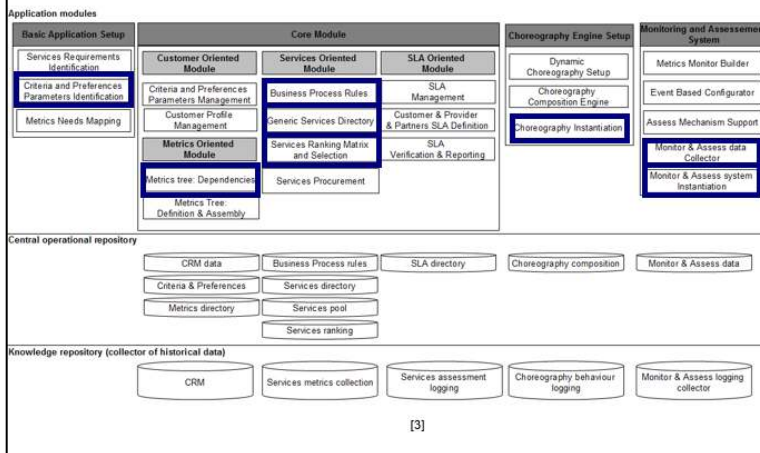 Application modules
Basic Application Setup
Services Requirements
Identification
Criteria and Preferences
Parameters Identification
Metrics Needs Mapping
Core Module
Customer Oriented
Module
Criteria and Preferences
Parameters Management
Customer Profile
Management
Metrics Oriented
Module
Metrics tree: Dependencies
Metrics Tree:
Definition & Assembly
Services Oriented
Module
Business Process Rules
Generic Services Directory
Services Ranking Matrix
and Selection
Services Procurement
SLA Oriented
Module
SLA
Management
Customer & Provider
& Partners SLA Definition
SLA
Verification & Reporting
Choreography Engine Setup
Dynamic
Choreography Setup
Choreography
Composition Engine
Choreography Instantiation
Monitoring and Assessemen
System
Metrics Monitor Builder
Event Based Configurator
Assess Mechanism Support
Monitor & Assess data
Collector
Monitor & Assess system
Instantiation
Central operational repository
CRM data
Business Process rules
SLA directory
Choreography composition
Monitor & Assess data
Criteria & Preferences
Services directory
Metrics directory
Services pool
Services ranking
Knowledge repository (collector of historical data)
CRM
Services metrics collection
Services assessment
logging
Choreography behaviour
logging
Monitor & Assess logging
collector
[3]